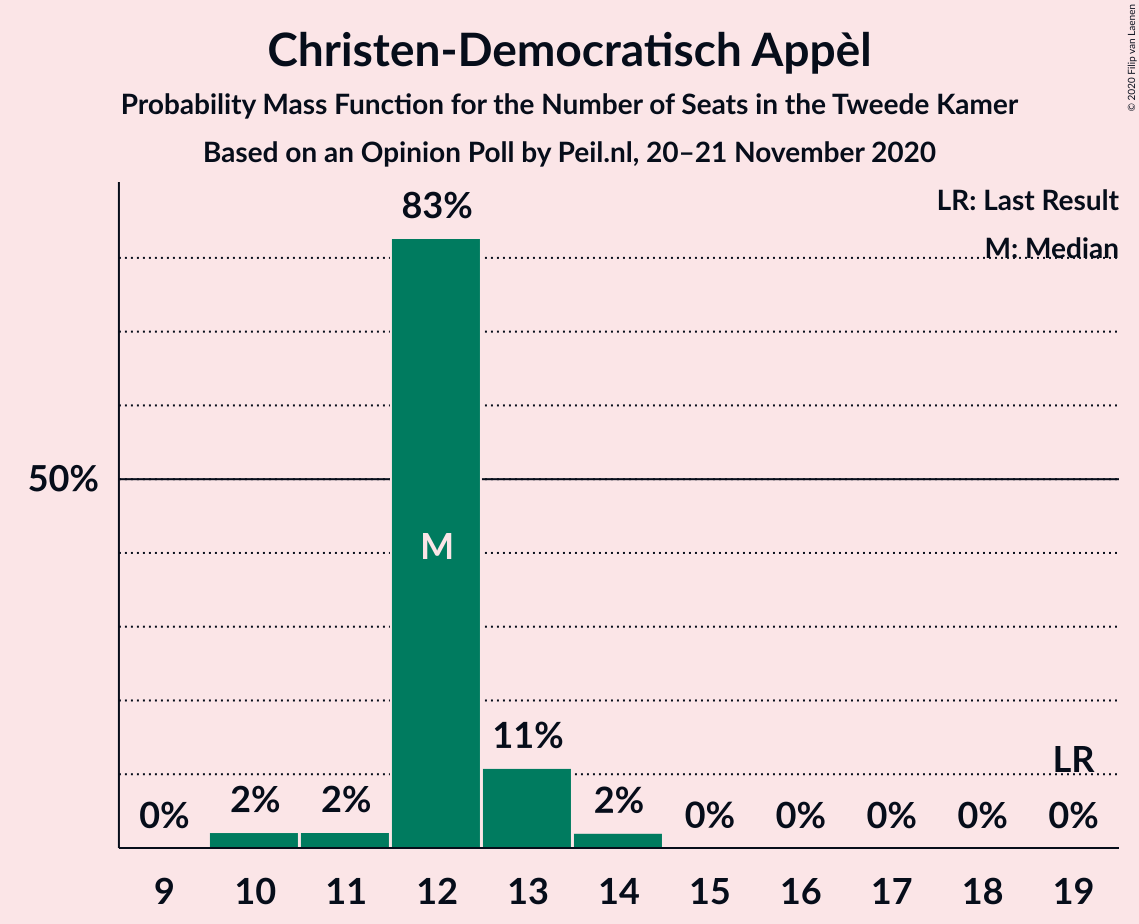 Christen-Democratisch Appèl
Probability Mass Function for the Number of Seats in the Tweede Kamer
Based on an Opinion Poll by Peil.nl, 20–21 November 2020
© 2020 Filip van Laenen
LR: Last Result
M: Median
83%
50%
M
11%
LR
0% 2% 2% 2% 0% 0% 0% 0% 0%
9 10 11 12 13 14 15 16 17 18 19